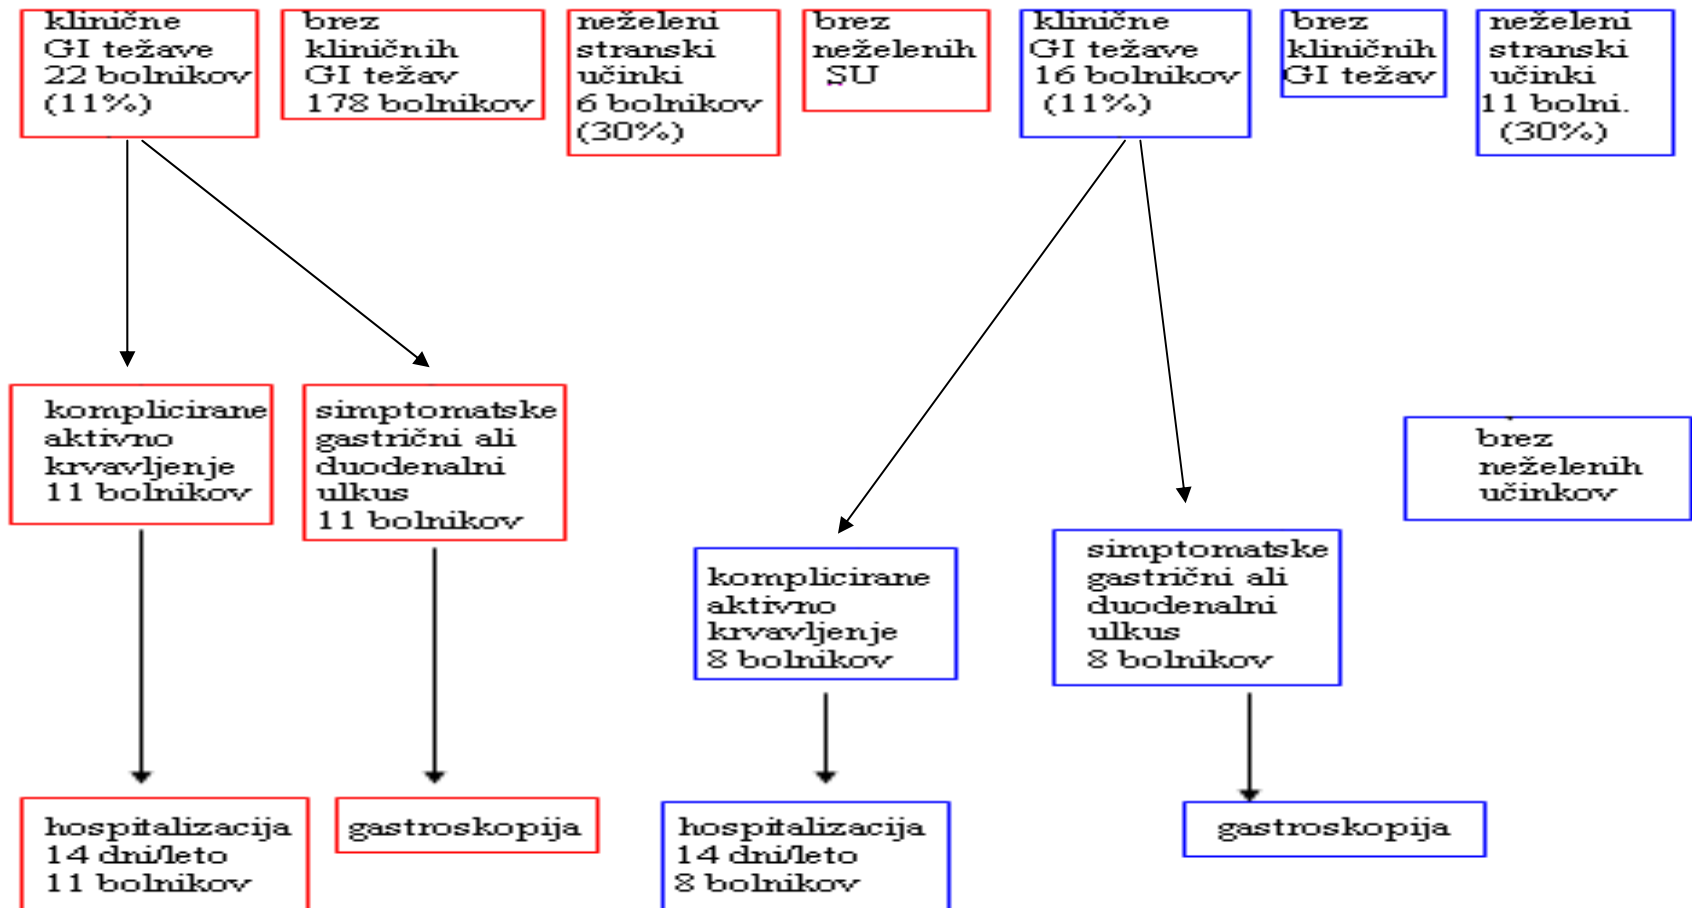 klinične
GI težave
22 bolnikov
(11%)
brez
kliničnih
GI težav
178 bolnikov
neželeni
stranski
učinki
6 bolnikov
(30%)
brez
neželenih
SU
klinične
GI težave
16 bolnikov
(11%)
brez
kliničnih
GI težav
neželeni
stranski
učinki
11 bolni.
(30%)
komplicirane
aktivno
krvavljenje
11 bolnikov
simptomatske
gastrični ali
duodenalni
ulkus
11 bolnikov
brez
neželenih
učinkov
komplicirane
aktivno
krvavljenje
8 bolnikov
simptomatske
gastrični ali
duodenalni
ulkus
8 bolnikov
hospitalizacija
14 dni/leto
11 bolnikov
gastroskopija
hospitalizacija
14 dni/leto
8 bolnikov
gastroskopija